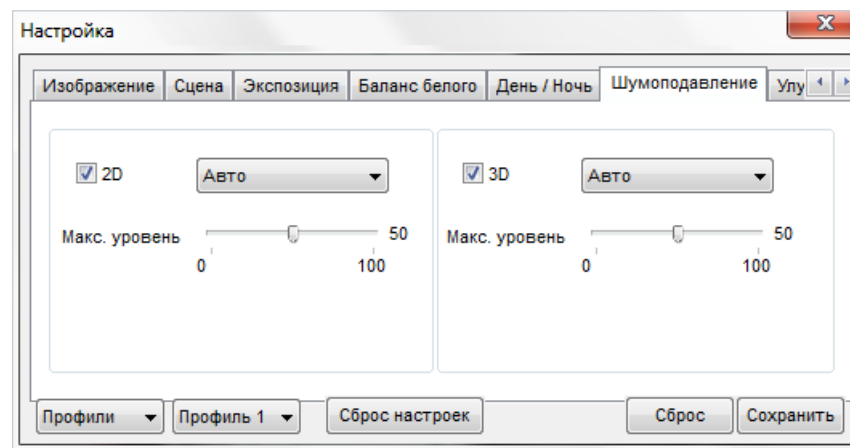 Настройка
Изображение Сцена Экспозиция Баланс белого День / Ночь Шумоподавление Улу
2D Авто 3D Авто
Макс. уровень 50 Макс. уровень 50
0 100 0 100
Профили Профиль 1 Сброс настроек Сброс Сохранить